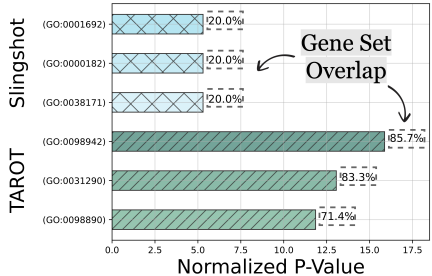 Slingshot
(GO:0001692)
20.0%
(GO:0000182)
20.0%
(GO:0038171)
20.0%
Gene Set
Overlap
TAROT
(GO:0098942)
85.7%
(GO:0031290)
83.3%
(GO:0098890)
71.4%
0.0 2.5 5.0 7.5 10.0 12.5 15.0 17.5
Normalized P-Value